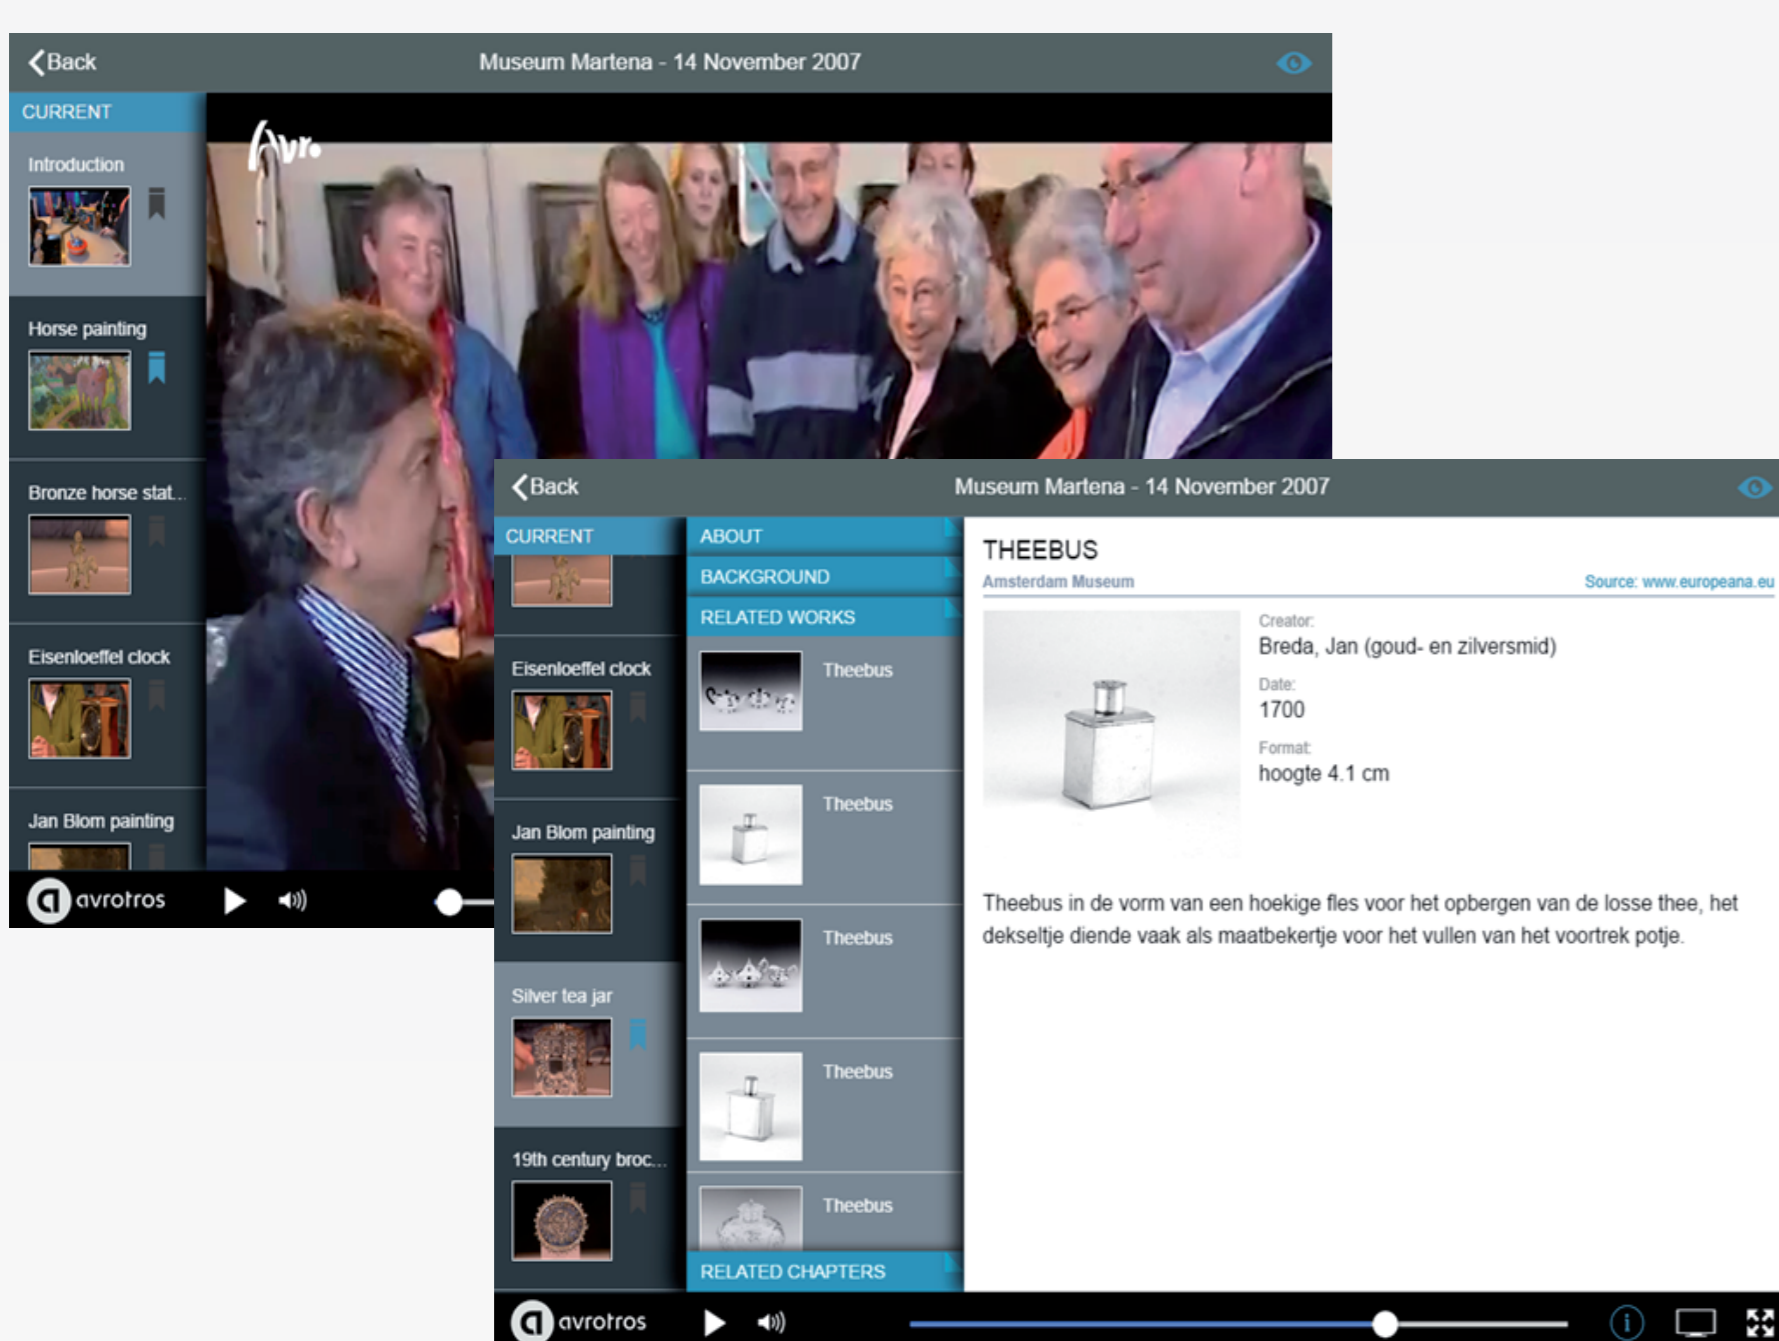 Back
Museum Martena - 14 November 2007
CURRENT
Avro
Introduction
Horse painting
Bronze horse stat...
Eisenloeffel clock
Jan Blom painting
avrotros
Back
Museum Martena - 14 November 2007
CURRENT
Eisenloeffel clock
Jan Blom painting
Silver tea jar
19th century broc...
ABOUT
BACKGROUND
RELATED WORKS
Theebus
Theebus
Theebus
Theebus
Theebus
RELATED CHAPTERS
THEEBUS
Amsterdam Museum
Source: www.europeana.eu
Creator:
Breda, Jan (goud- en zilversmid)
Date:
1700
Format:
hoogte 4.1 cm
Theebus in de vorm van een hoekige fles voor het opbergen van de losse thee, het
dekseltje diende vaak als maatbekertje voor het vullen van het voortrek potje.
avrotros